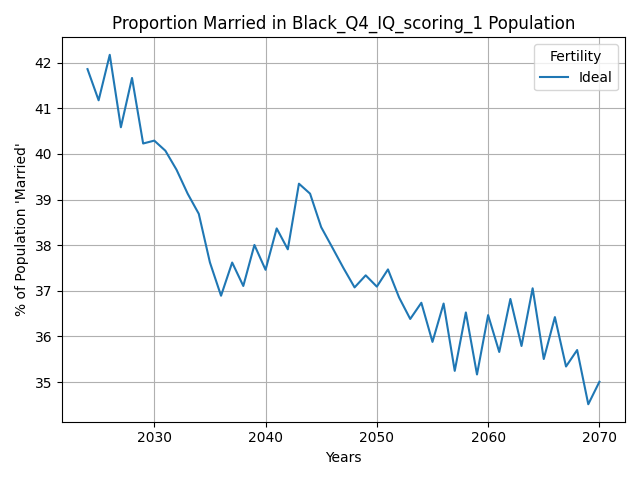 Proportion Married in Black_Q4_IQ_scoring_1 Population
Fertility
Ideal
% of Population 'Married'
42
41
40
39
38
37
36
35
2030
2040
2050
2060
2070
Years